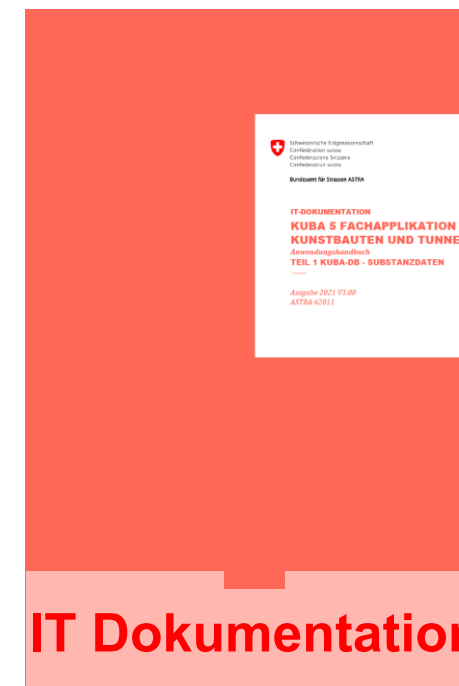 Schweizerische Eidgenossenschaft
Confédération suisse
Confederazione Svizzera
Confederaziun svizra
Bundesamt für Strassen ASTRA
IT-DOKUMENTATION
KUBA 5 FACHAPPLIKATION
KUNSTBAUTEN UND TUNNE
Anwendungshandbuch
TEIL 1 KUBA-DB - SUBSTANZDATEN
Ausgabe 2021 V3.00
ASTRA 62011
IT Dokumentation